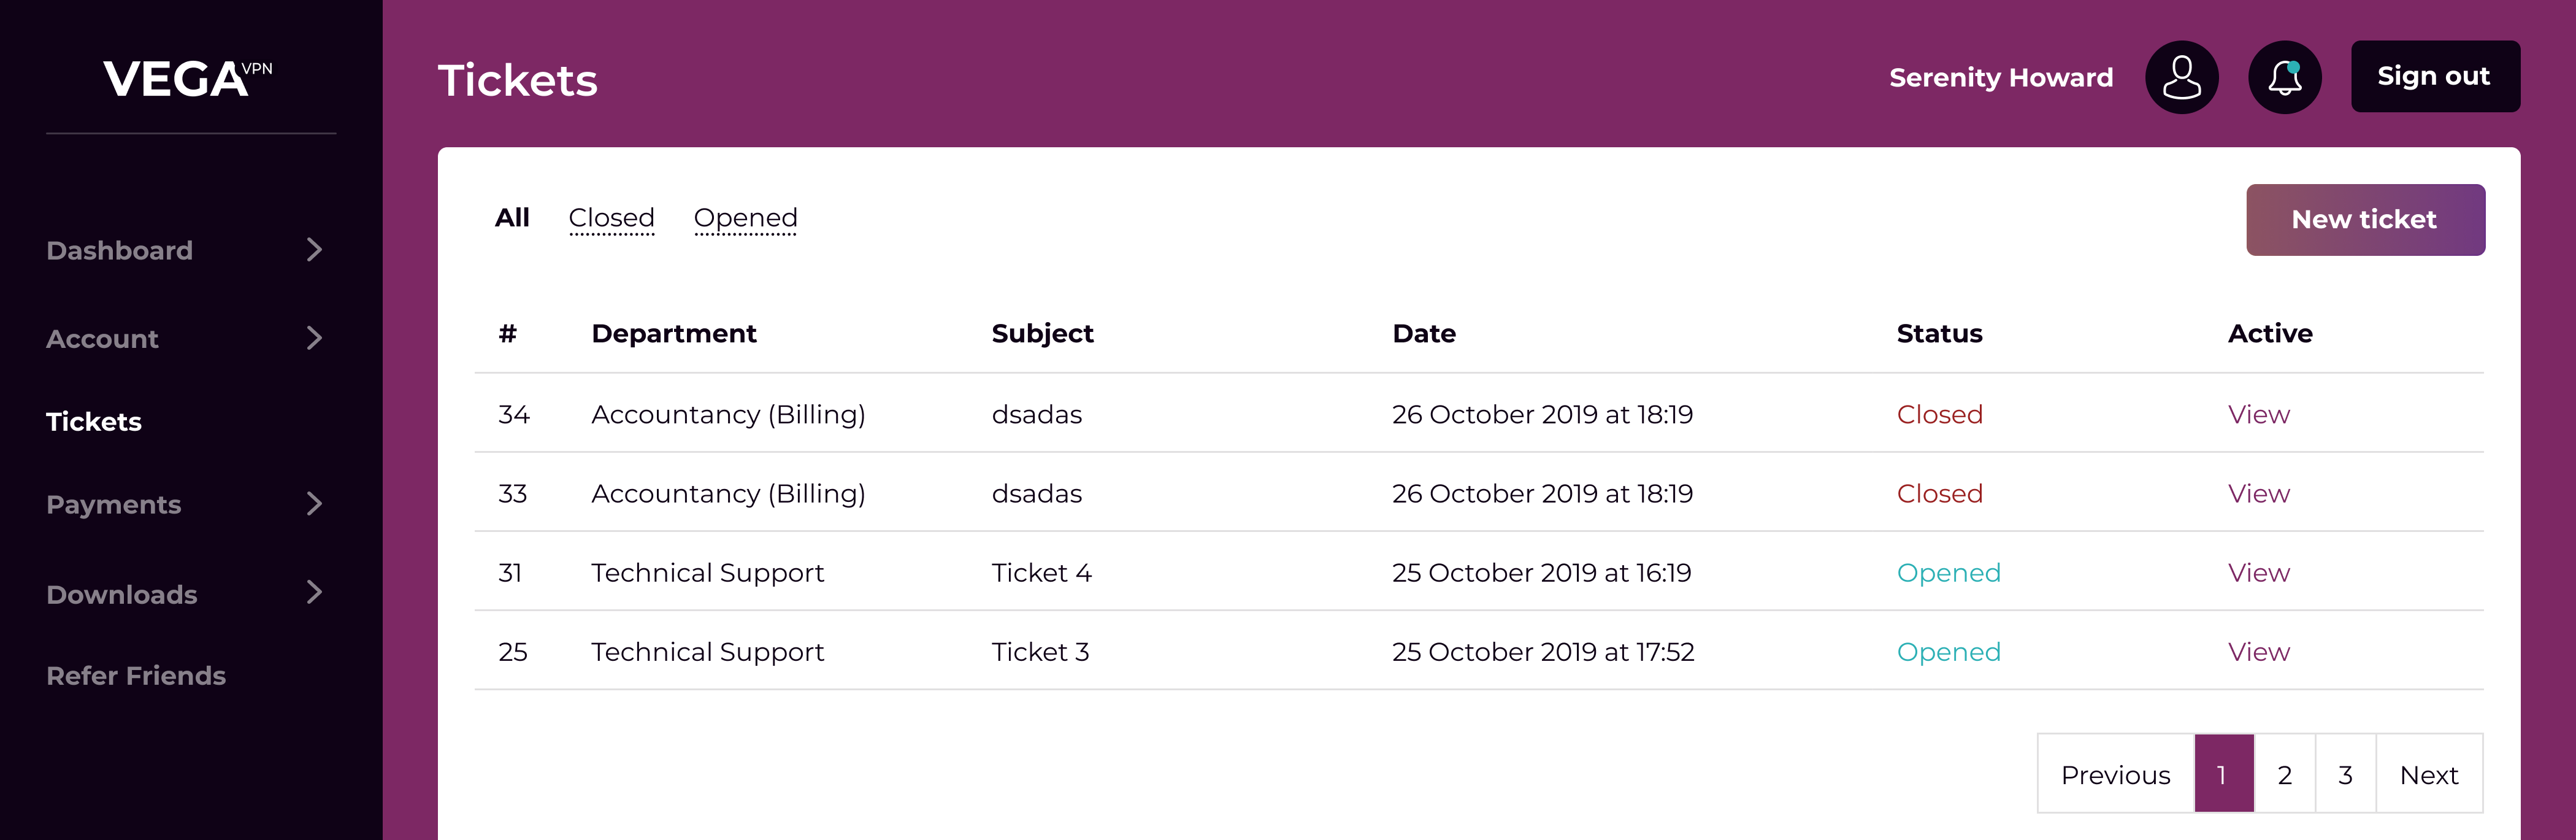 VEGA VPN
Dashboard
Account
Tickets
Payments
Downloads
Refer Friends
Tickets
Serenity Howard
Sign out
All Closed Opened
New ticket
# Department Subject Date Status Active
34 Accountancy (Billing) dsadas 26 October 2019 at 18:19 Closed View
33 Accountancy (Billing) dsadas 26 October 2019 at 18:19 Closed View
31 Technical Support Ticket 4 25 October 2019 at 16:19 Opened View
25 Technical Support Ticket 3 25 October 2019 at 17:52 Opened View
Previous 1 2 3 Next